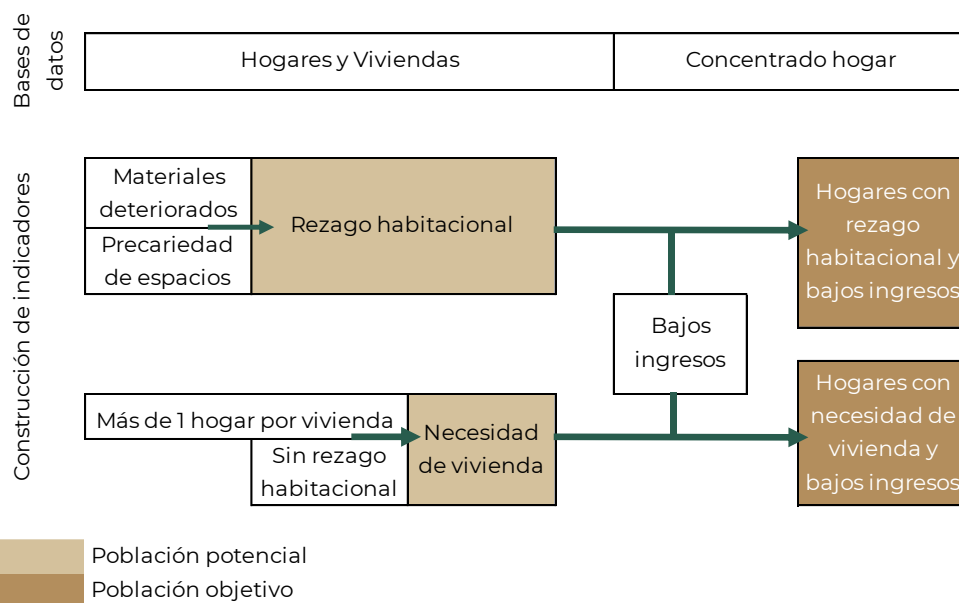 Bases de
datos
Hogares y Viviendas
Concentrado hogar
Construcción de indicadores
Materiales
deteriorados
Precariedad
de espacios
Rezago habitacional
Hogares con
rezago
habitacional y
bajos ingresos
Bajos
ingresos
Más de 1 hogar por vivienda
Sin rezago
habitacional
Necesidad
de vivienda
Hogares con
necesidad de
vivienda y
bajos ingresos
Población potencial
Población objetivo